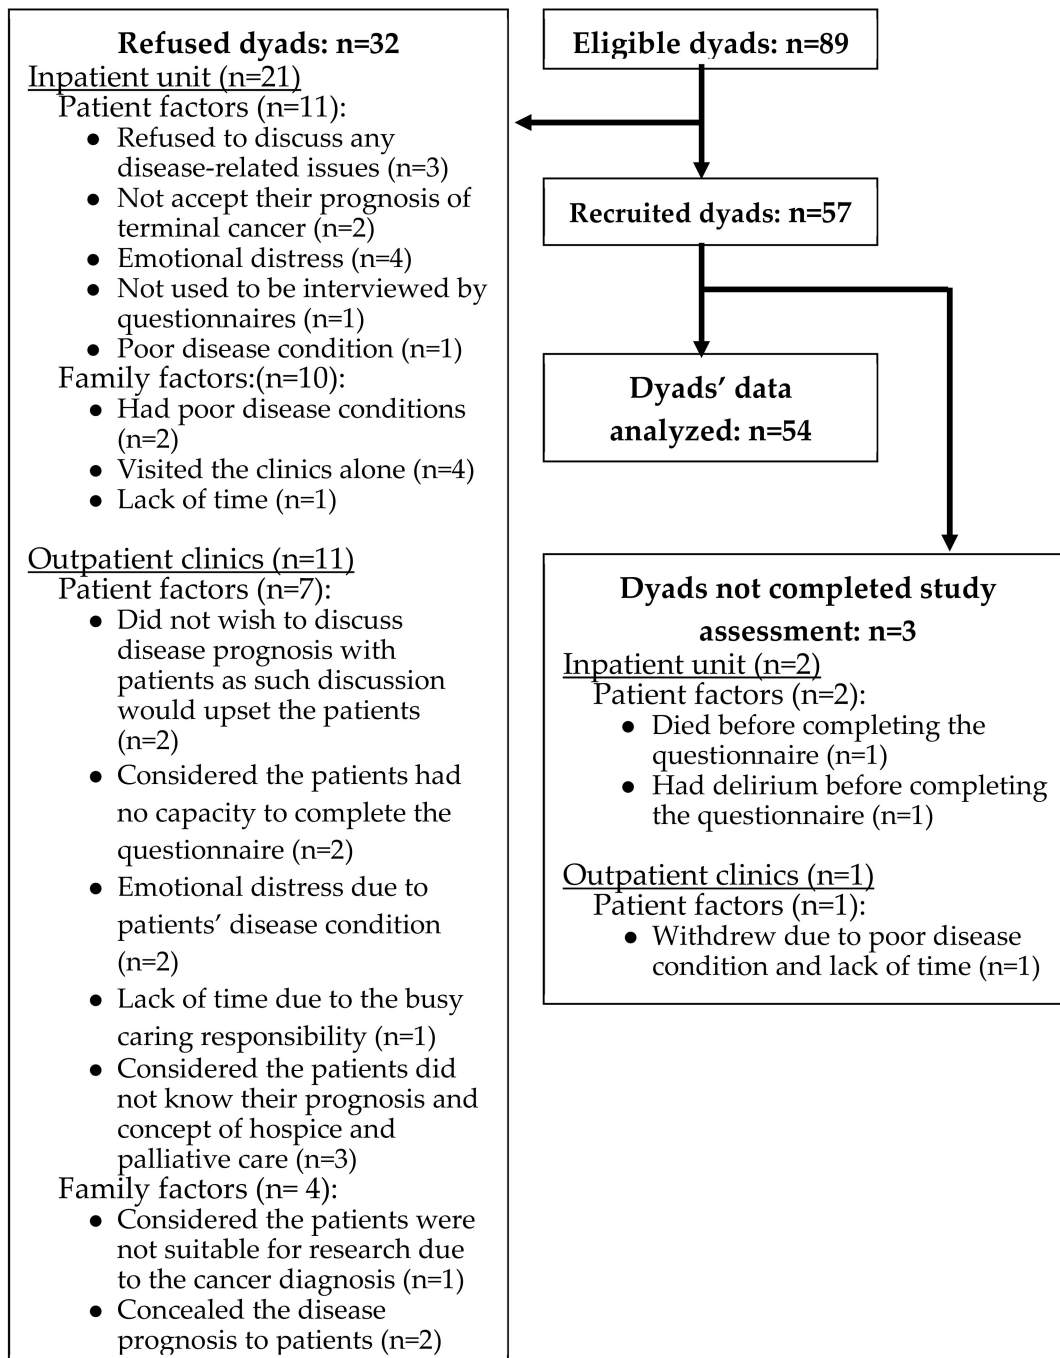 Refused dyads: n=32
Inpatient unit (n=21)
Patient factors (n=11):
● Refused to discuss any
disease-related issues (n=3)
● Not accept their prognosis of
terminal cancer (n=2)
● Emotional distress (n=4)
● Not used to be interviewed by
questionnaires (n=1)
● Poor disease condition (n=1)
Family factors:(n=10):
● Had poor disease conditions
(n=2)
● Visited the clinics alone (n=4)
● Lack of time (n=1)
Outpatient clinics (n=11)
Patient factors (n=7):
● Did not wish to discuss
disease prognosis with
patients as such discussion
would upset the patients
(n=2)
● Considered the patients had
no capacity to complete the
questionnaire (n=2)
● Emotional distress due to
patients’ disease condition
(n=2)
● Lack of time due to the busy
caring responsibility (n=1)
● Considered the patients did
not know their prognosis and
concept of hospice and
palliative care (n=3)
Family factors (n= 4):
● Considered the patients were
not suitable for research due
to the cancer diagnosis (n=1)
● Concealed the disease
prognosis to patients (n=2)
Eligible dyads: n=89
Recruited dyads: n=57
Dyads’ data
analyzed: n=54
Dyads not completed study
assessment: n=3
Inpatient unit (n=2)
Patient factors (n=2):
● Died before completing the
questionnaire (n=1)
● Had delirium before completing
the questionnaire (n=1)
Outpatient clinics (n=1)
Patient factors (n=1):
● Withdrew due to poor disease
condition and lack of time (n=1)